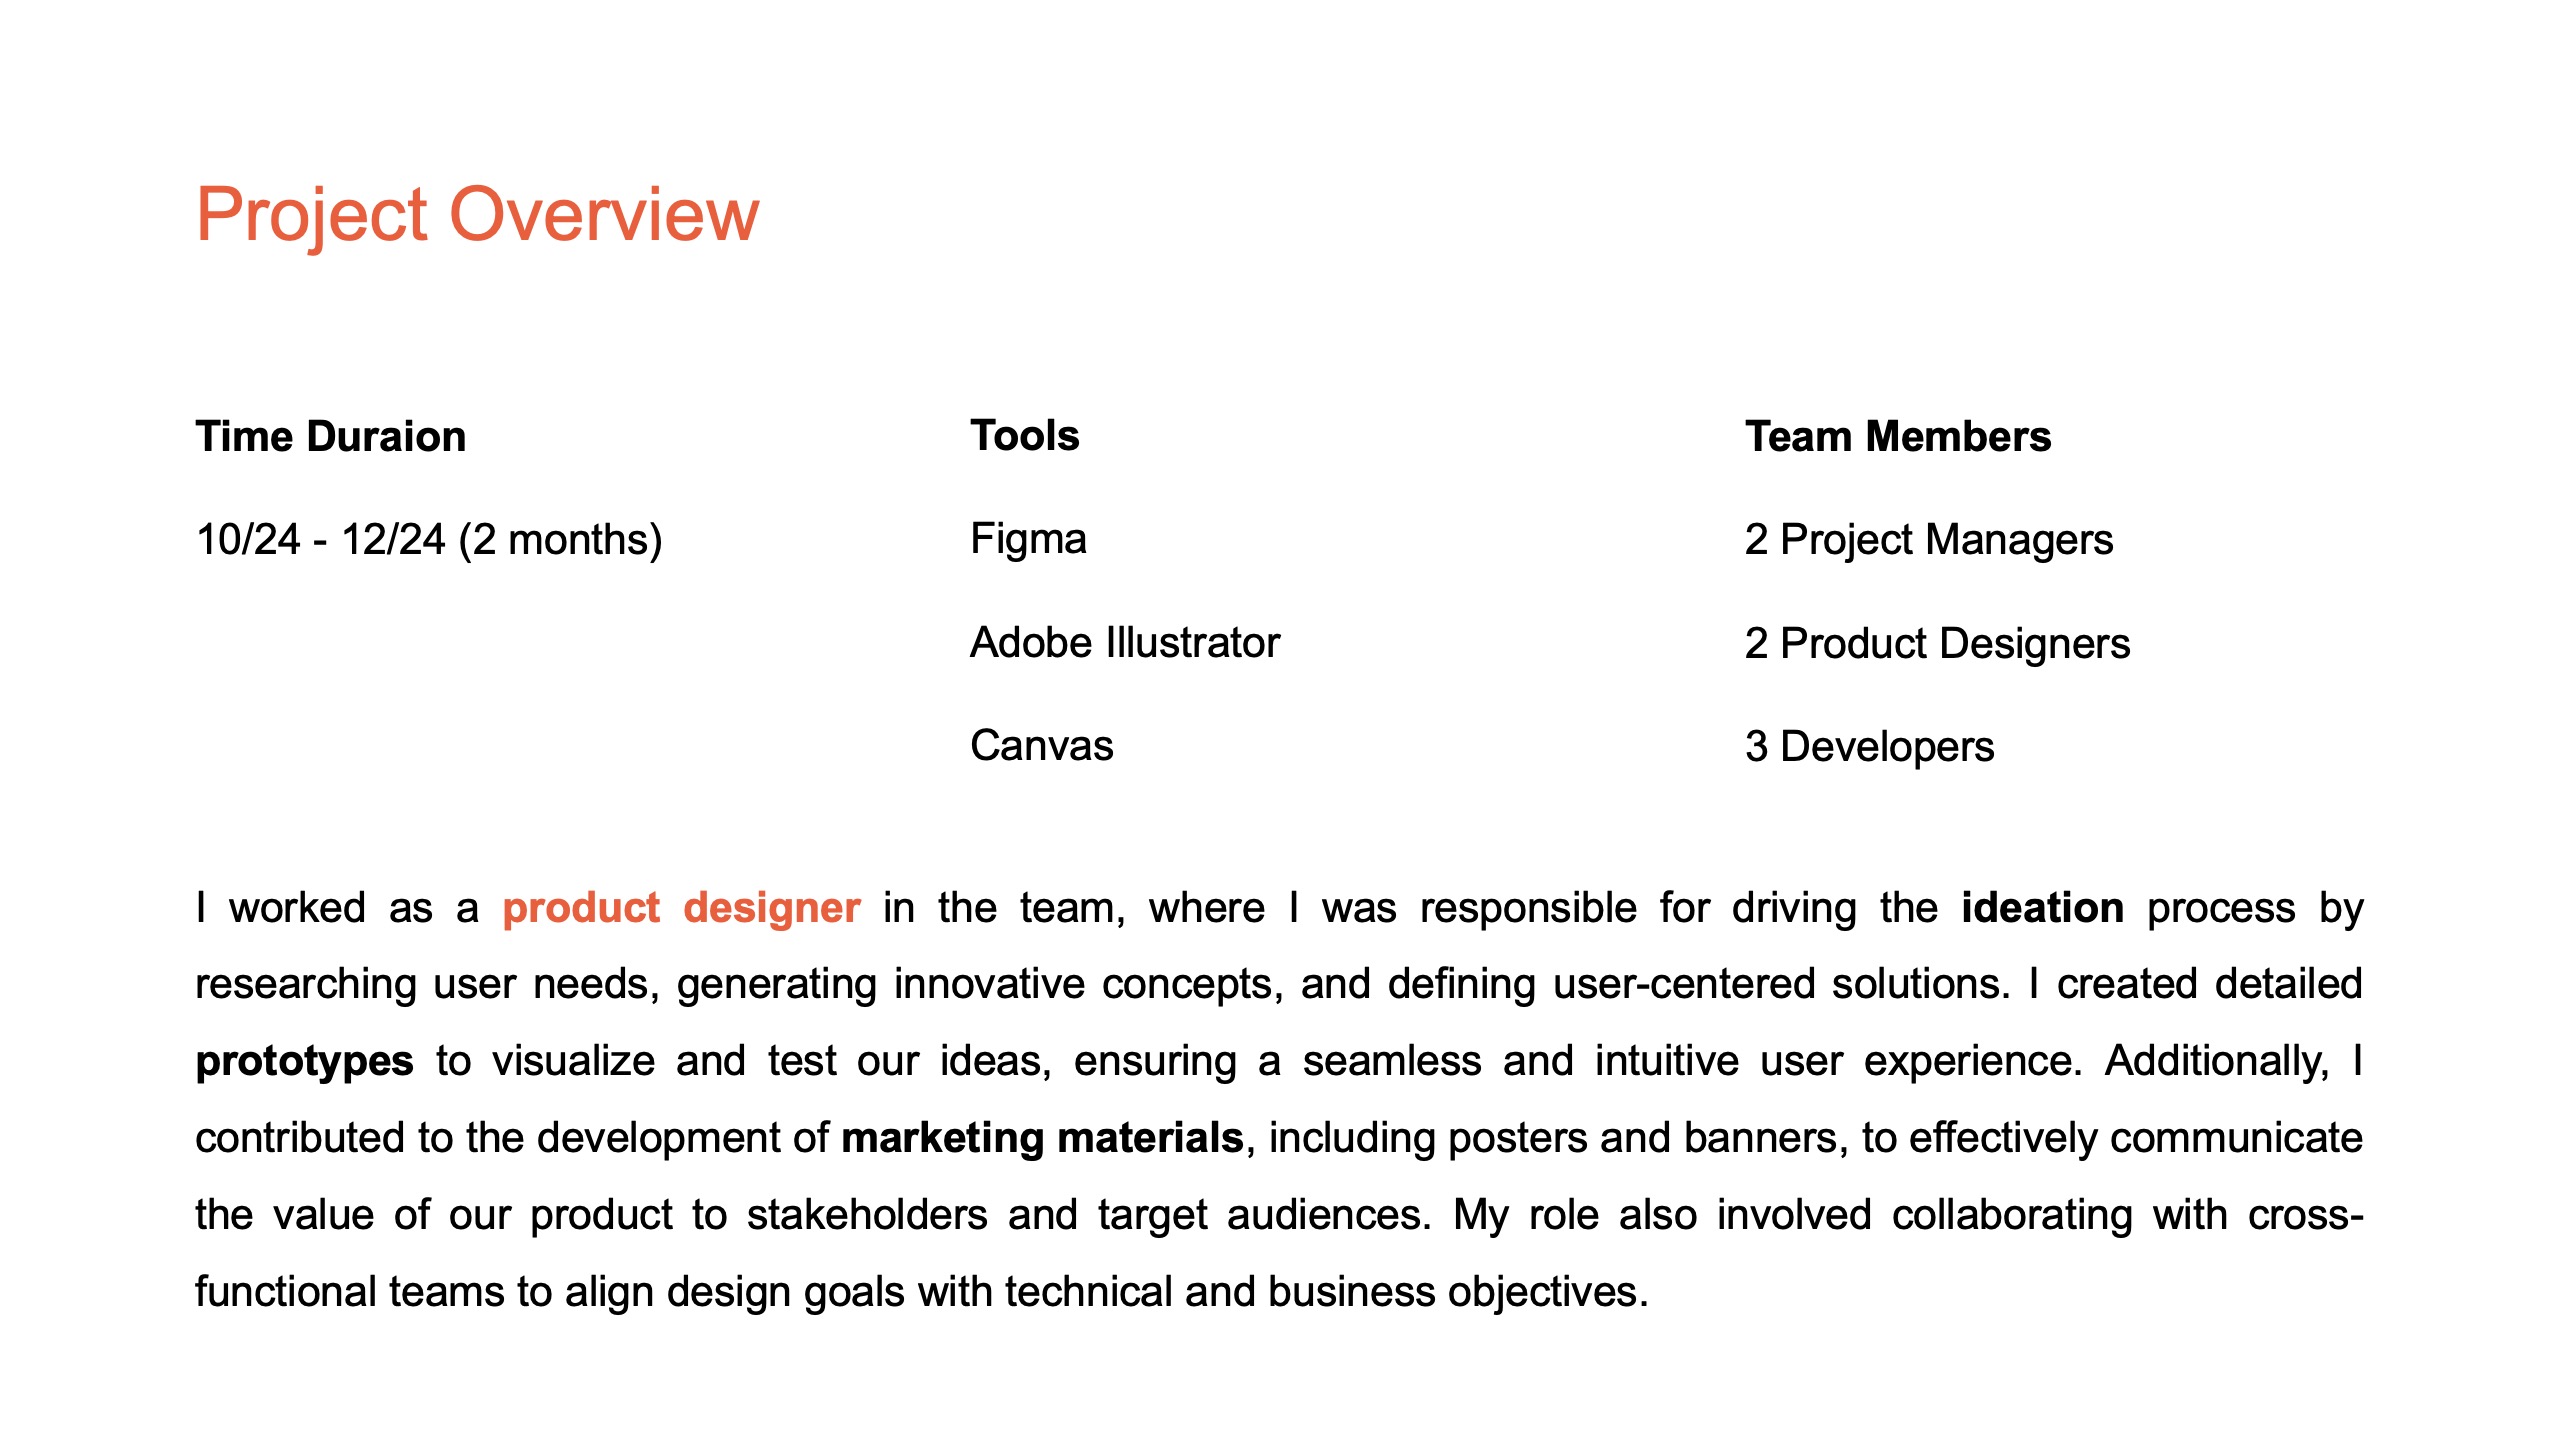 Project Overview
Time Duraion
10/24 - 12/24 (2 months)
Tools
Figma
Adobe Illustrator
Canvas
Team Members
2 Project Managers
2 Product Designers
3 Developers
I worked as a product designer in the team, where I was responsible for driving the ideation process by
researching user needs, generating innovative concepts, and defining user-centered solutions. I created detailed
prototypes to visualize and test our ideas, ensuring a seamless and intuitive user experience. Additionally, I
contributed to the development of marketing materials, including posters and banners, to effectively communicate
the value of our product to stakeholders and target audiences. My role also involved collaborating with cross-
functional teams to align design goals with technical and business objectives.